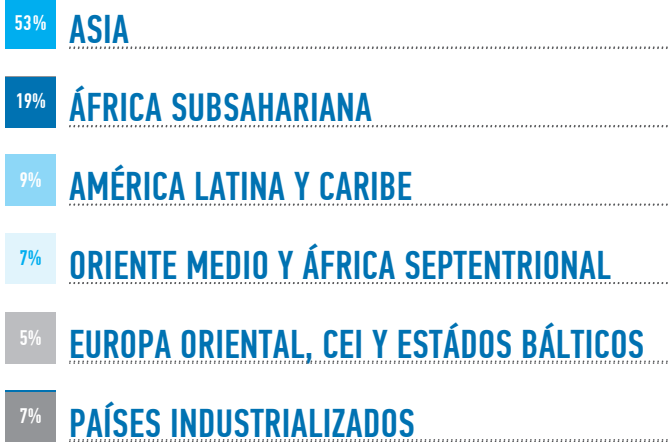 53% ASIA
19% ÁFRICA SUBSAHARIANA
9% AMÉRICA LATINA Y CARIBE
7% ORIENTE MEDIO Y ÁFRICA SEPTENTRIONAL
5% EUROPA ORIENTAL, CEI Y ESTÁDOS BÁLTICOS
7% PAÍSES INDUSTRIALIZADOS